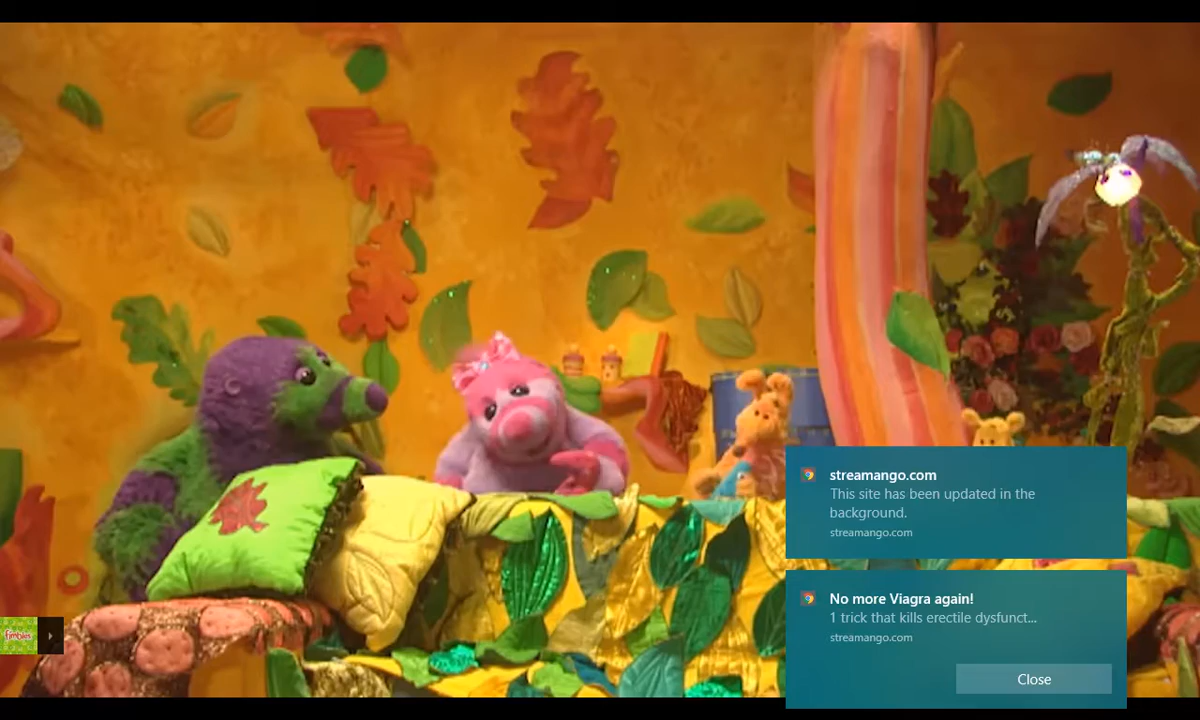 fimbles
streamango.com
This site has been updated in the
background.
streamango.com
No more Viagra again!
1 trick that kills erectile dysfunct...
streamango.com
Close